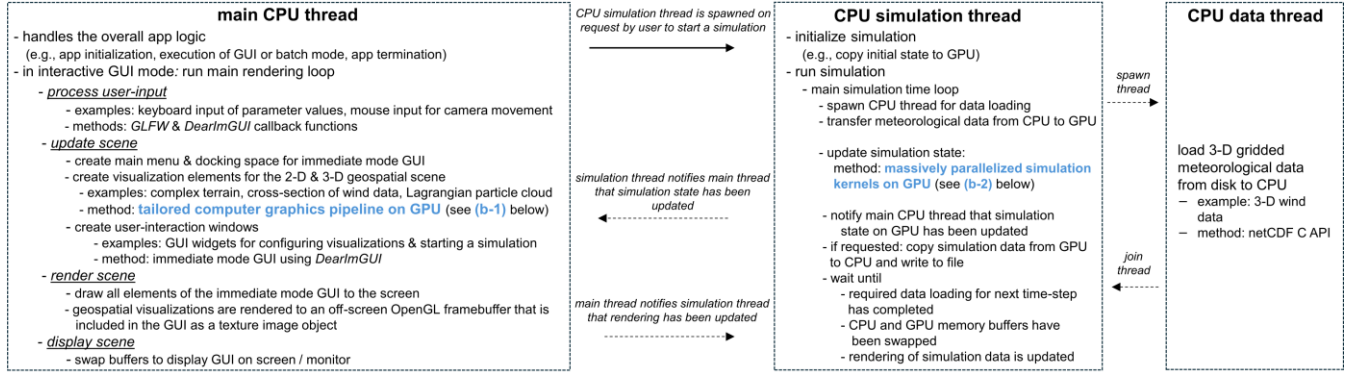 main CPU thread
- handles the overall app logic
(e.g., app initialization, execution of GUI or batch mode, app termination)
- in interactive GUI mode: run main rendering loop
- process user-input
- examples: keyboard input of parameter values, mouse input for camera movement
- methods: GLFW & DearImGUI callback functions
- update scene
- create main menu & docking space for immediate mode GUI
- create visualization elements for the 2-D & 3-D geospatial scene
- examples: complex terrain, cross-section of wind data, Lagrangian particle cloud
- method: tailored computer graphics pipeline on GPU (see (b-1) below)
- create user-interaction windows
- examples: GUI widgets for configuring visualizations & starting a simulation
- method: immediate mode GUI using DearImGUI
- render scene
- draw all elements of the immediate mode GUI to the screen
- geospatial visualizations are rendered to an off-screen OpenGL framebuffer that is
included in the GUI as a texture image object
- display scene
- swap buffers to display GUI on screen / monitor
CPU simulation thread is spawned on
request by user to start a simulation
simulation thread notifies main thread
that simulation state has been
updated
main thread notifies simulation thread
that rendering has been updated
CPU simulation thread
- initialize simulation
(e.g., copy initial state to GPU)
- run simulation
- main simulation time loop
- spawn CPU thread for data loading
- transfer meteorological data from CPU to GPU
- update simulation state:
method: massively parallelized simulation
kernels on GPU (see (b-2) below)
- notify main CPU thread that simulation
state on GPU has been updated
- if requested: copy simulation data from GPU
to CPU and write to file
- wait until
- required data loading for next time-step
has completed
- CPU and GPU memory buffers have
been swapped
- rendering of simulation data is updated
spawn
thread
join
thread
CPU data thread
load 3-D gridded
meteorological data
from disk to CPU
– example: 3-D wind
data
– method: netCDF C API